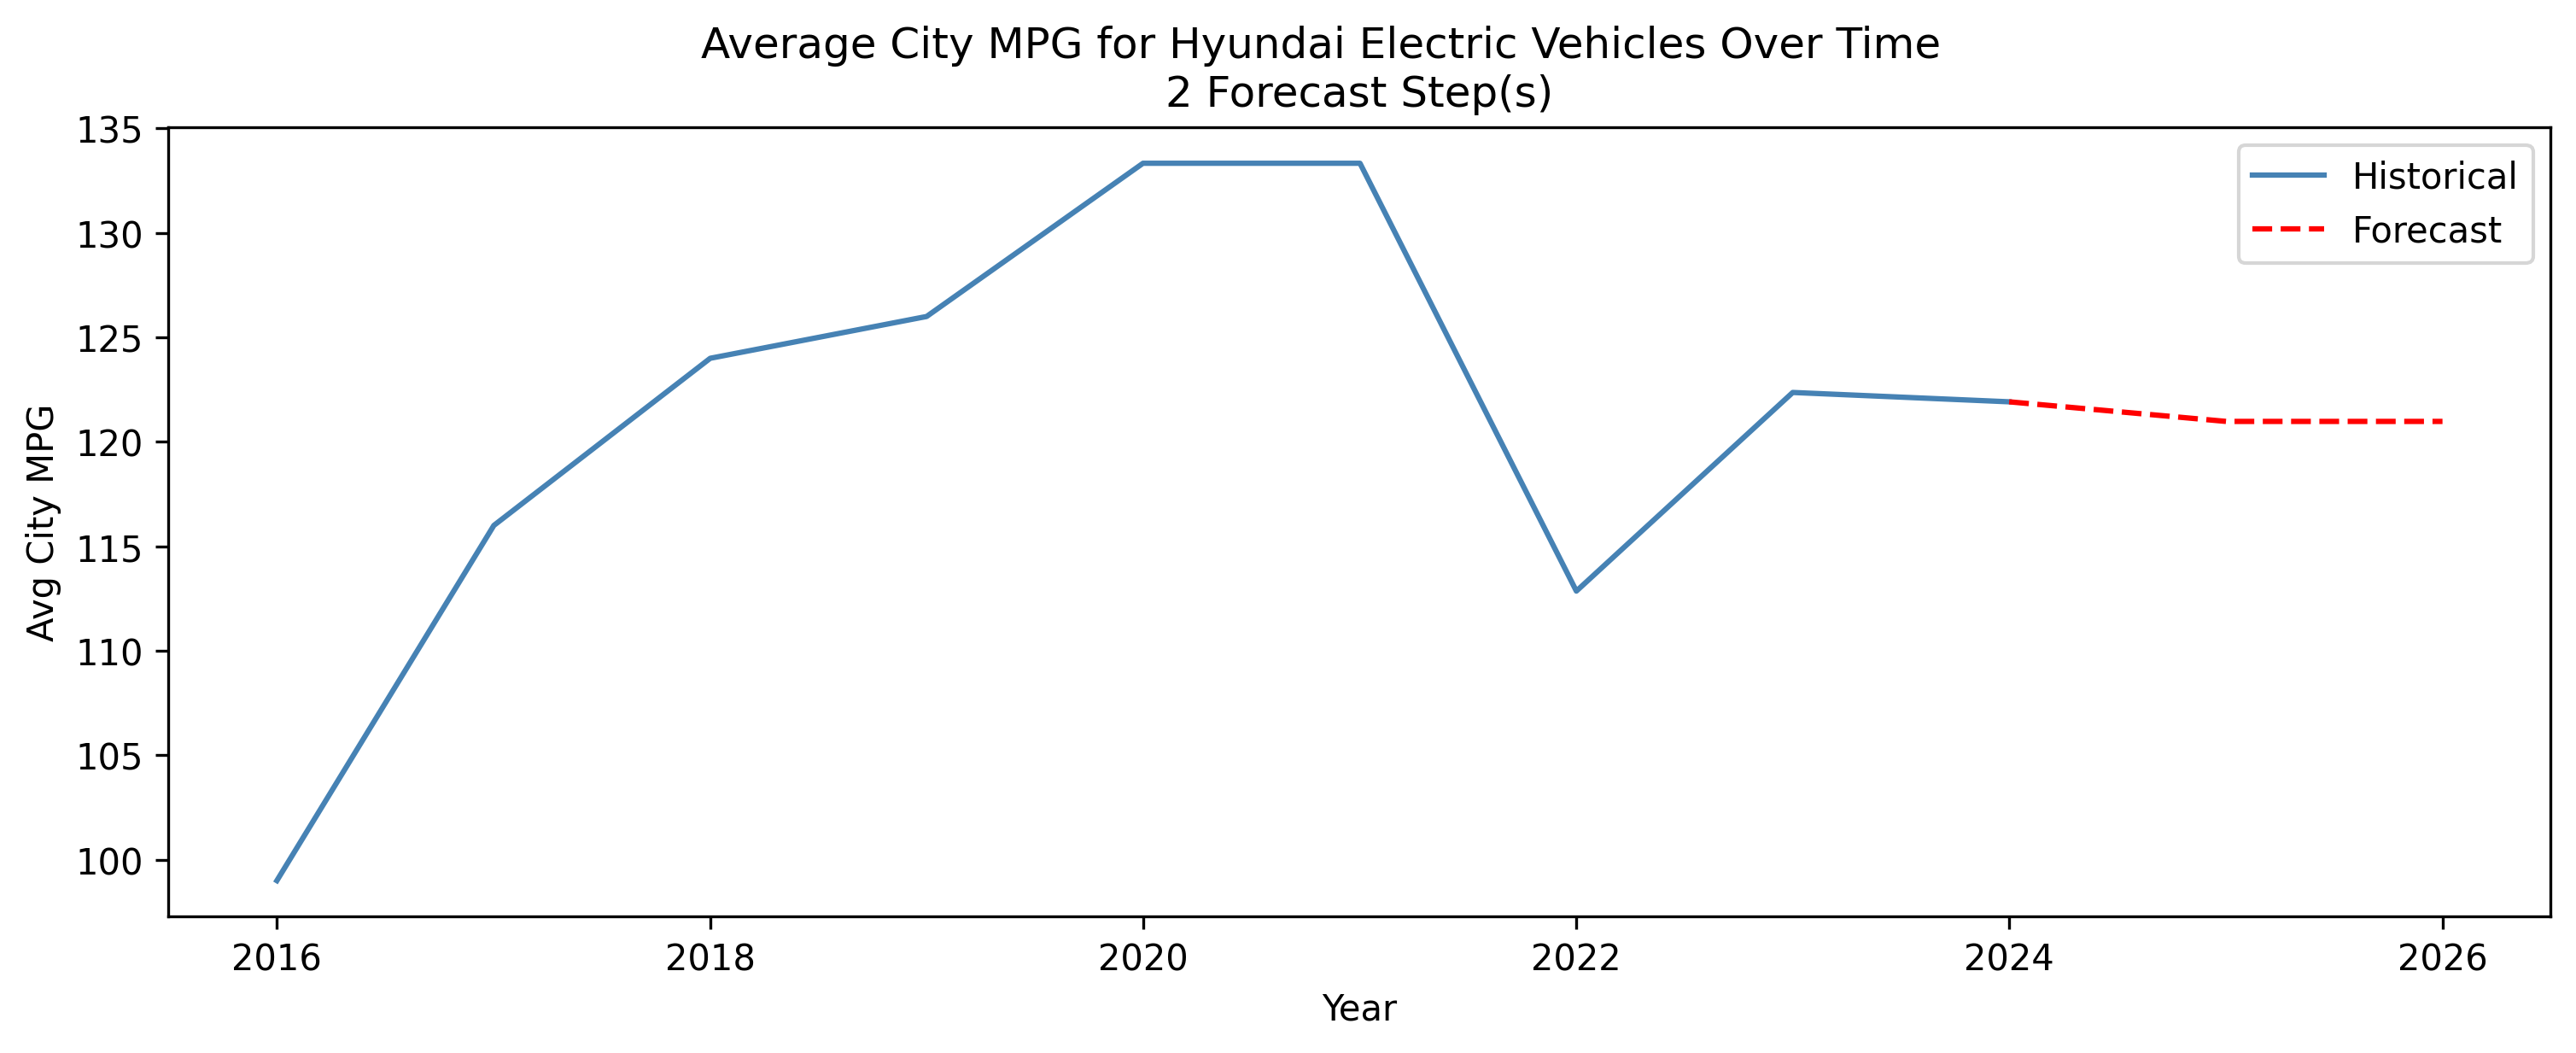 Average City MPG for Hyundai Electric Vehicles Over Time
2 Forecast Step(s)
135
130
125
120
115
110
105
100
Avg City MPG
Historical
Forecast
2016
2018
2020
2022
2024
2026
Year